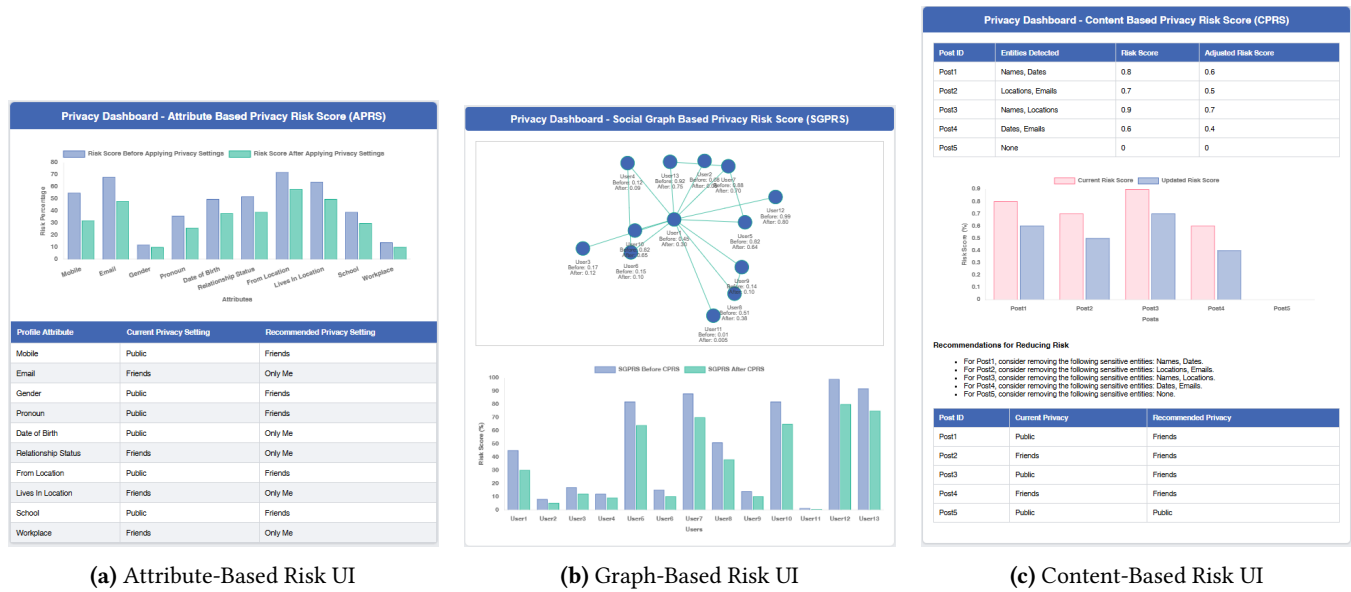 Privacy Dashboard - Attribute Based Privacy Risk Score (APRS)
Risk Score Before Applying Privacy Settings
Risk Score After Applying Privacy Settings
Risk Percentage
80
70
60
50
40
30
20
10
0
Mobile
Email
Gender
Pronoun
Date of Birth
Relationship Status
From Location
Lives In Location
School
Workplace
Attributes
Profile Attribute Current Privacy Setting Recommended Privacy Setting
Mobile Public Friends
Email Friends Only Me
Gender Public Friends
Pronoun Public Friends
Date of Birth Public Only Me
Relationship Status Friends Only Me
From Location Public Friends
Lives In Location Friends Only Me
School Public Friends
Workplace Friends Only Me
(a) Attribute-Based Risk UI
Privacy Dashboard - Social Graph Based Privacy Risk Score (SGPRS)
User4
Before: 0.12
After: 0.09
User13
Before: 0.92
After: 0.75
User2
User7
After: 0.70
User12
Before: 0.99
After: 0.80
User5
Before: 0.82
After: 0.64
User1
User3
Before: 0.17
After: 0.12
User6
Before: 0.15
After: 0.10
User9
Before: 0.14
Before: 0.51
After: 0.38
User11
Before: 0.01
After: 0.005
SGPRS Before CPRS
SGPRS After CPRS
Risk Score (%)
100
90
80
70
60
50
40
30
20
10
0
User1 User2 User3 User4 User5 User6 User7 User8 User9 User10 User11 User12 User13
Users
(b) Graph-Based Risk UI
Privacy Dashboard - Content Based Privacy Risk Score (CPRS)
Post ID Entities Detected Risk Score Adjusted Risk Score
Post1 Names, Dates 0.8 0.6
Post2 Locations, Emails 0.7 0.5
Post3 Names, Locations 0.9 0.7
Post4 Dates, Emails 0.6 0.4
Post5 None 0 0
Current Risk Score
Updated Risk Score
Risk Score (%)
0.8
0.8
0.7
0.6
0.5
0.4
0.3
0.2
0.1
0
Post1 Post2 Post3 Post4 Post5
Posts
Recommendations for Reducing Risk
• For Post1, consider removing the following sensitive entities: Names, Dates.
• For Post2, consider removing the following sensitive entities: Locations, Emails.
• For Post3, consider removing the following sensitive entities: Names, Locations.
• For Post4, consider removing the following sensitive entities: Dates, Emails.
• For Post5, consider removing the following sensitive entities: None.
Post ID Current Privacy Recommended Privacy
Post1 Public Friends
Post2 Friends Friends
Post3 Public Friends
Post4 Friends Friends
Post5 Public Public
(c) Content-Based Risk UI